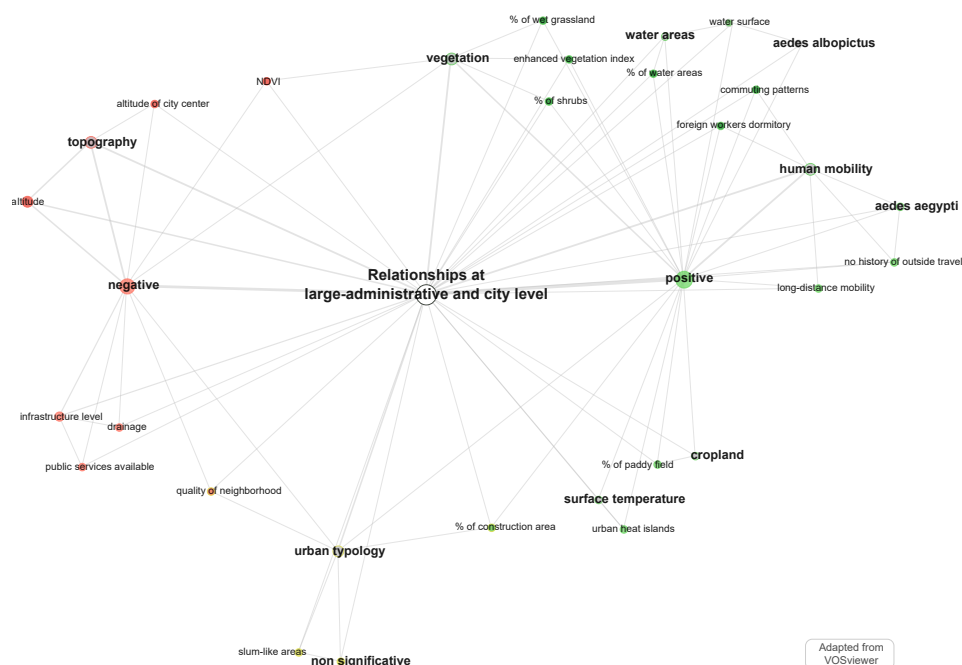 % of wet grassland
water surface
water areas
aedes albopictus
vegetation
enhanced vegetation index
% of water areas
NDVI
commuting patterns
% of shrubs
altitude of city center
foreign workers dormitory
topography
human mobility
altitude
aedes aegypti
no history of outside travel
Relationships at
large-administrative and city level
positive
negative
long-distance mobility
infrastructure level
drainage
public services available
cropland
% of paddy field
quality of neighborhood
surface temperature
% of construction area
urban heat islands
urban typology
slum-like areas
non significative
Adapted from
VOSviewer